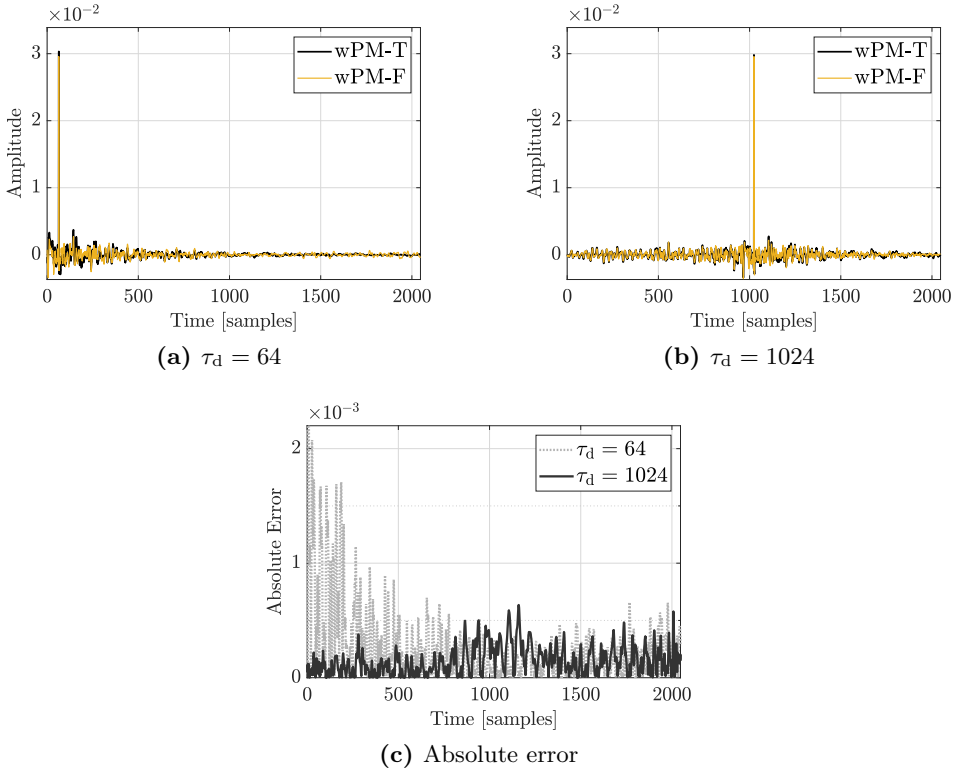 ×10⁻²
3
2
1
0
Amplitude
wPM-T
wPM-F
0 500 1000 1500 2000
Time [samples]
(a) τd = 64
×10⁻²
3
2
1
0
Amplitude
wPM-T
wPM-F
0 500 1000 1500 2000
Time [samples]
(b) τd = 1024
×10⁻³
2
1
0
Absolute Error
τd = 64
τd = 1024
0 500 1000 1500 2000
Time [samples]
(c) Absolute error